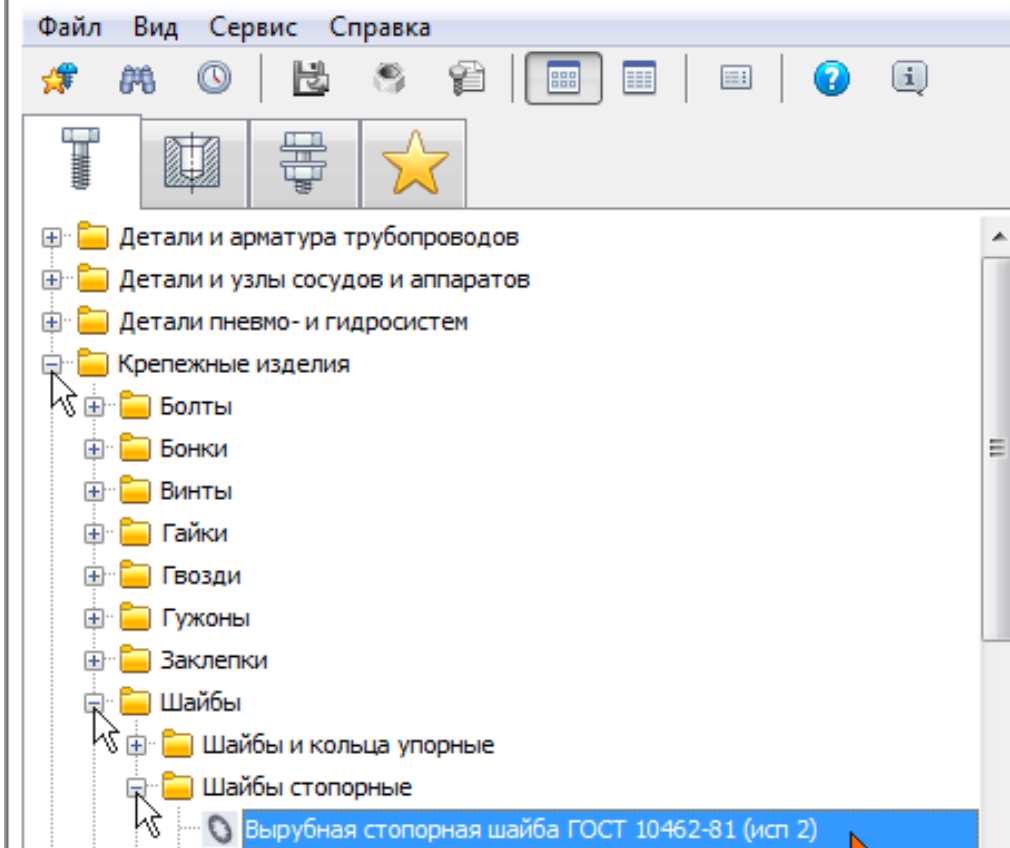 Файл Вид Сервис Справка
Детали и арматура трубопроводов
Детали и узлы сосудов и аппаратов
Детали пневмо- и гидросистем
Крепежные изделия
Болты
Бонки
Винты
Гайки
Гвозди
Гужоны
Заклепки
Шайбы
Шайбы и кольца упорные
Шайбы стопорные
Вырубная стопорная шайба ГОСТ 10462-81 (исп 2)